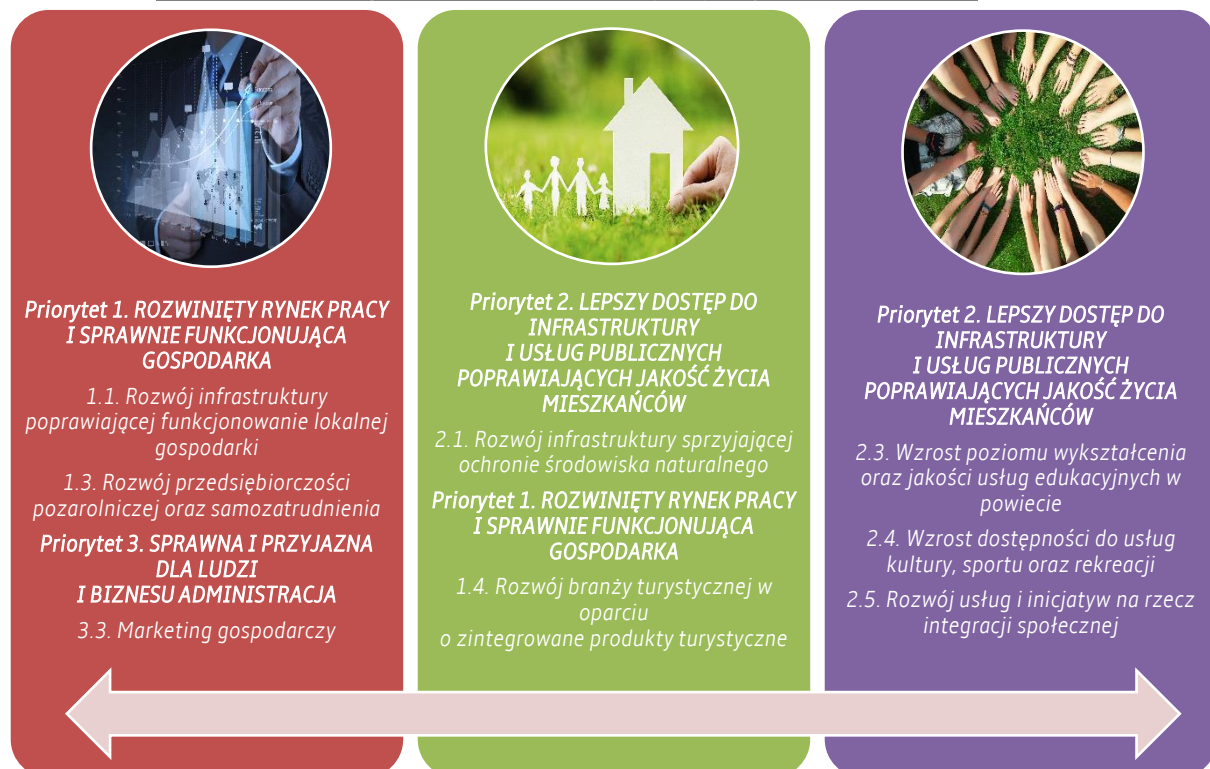 Priorytet 1. ROZWINIĘTY RYNEK PRACY
I SPRAWNIE FUNKCJONUJĄCA
GOSPODARKA
1.1. Rozwój infrastruktury
poprawiającej funkcjonowanie lokalnej
gospodarki
1.3. Rozwój przedsiębiorczości
pozarolniczej oraz samozatrudnienia
Priorytet 3. SPRAWNA I PRZYJAZNA
DLA LUDZI
I BIZNESU ADMINISTRACJA
3.3. Marketing gospodarczy
Priorytet 2. LEPSZY DOSTĘP DO
INFRASTRUKTURY
I USŁUG PUBLICZNYCH
POPRAWIAJĄCYCH JAKOŚĆ ŻYCIA
MIESZKAŃCÓW
2.1. Rozwój infrastruktury sprzyjającej
ochronie środowiska naturalnego
Priorytet 1. ROZWINIĘTY RYNEK PRACY
I SPRAWNIE FUNKCJONUJĄCA
GOSPODARKA
1.4. Rozwój branży turystycznej w
oparciu
o zintegrowane produkty turystyczne
Priorytet 2. LEPSZY DOSTĘP DO
INFRASTRUKTURY
I USŁUG PUBLICZNYCH
POPRAWIAJĄCYCH JAKOŚĆ ŻYCIA
MIESZKAŃCÓW
2.3. Wzrost poziomu wykształcenia
oraz jakości usług edukacyjnych w
powiecie
2.4. Wzrost dostępności do usług
kultury, sportu oraz rekreacji
2.5. Rozwój usług i inicjatyw na rzecz
integracji społecznej